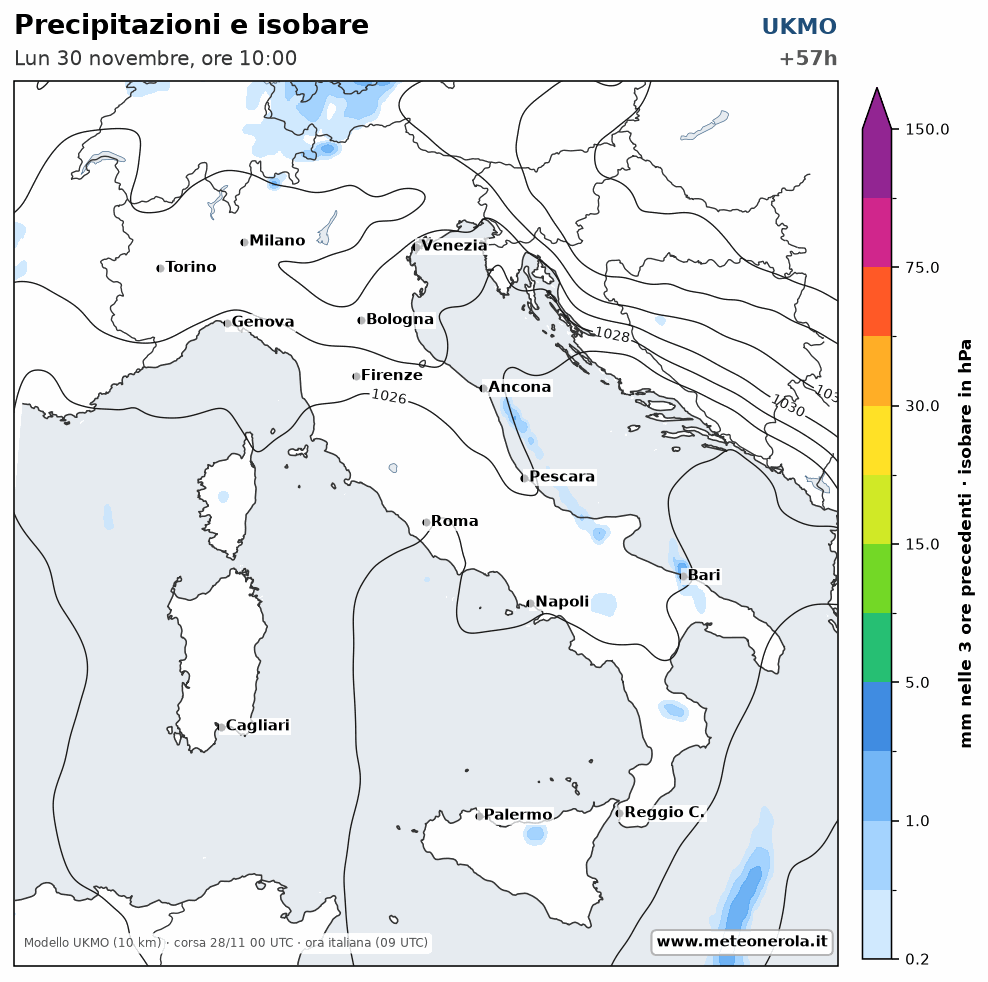 Precipitazioni e isobare
UKMO
Lun 30 novembre, ore 10:00
+57h
150.0
75.0
30.0
15.0
5.0
1.0
0.2
mm nelle 3 ore precedenti · isobare in hPa
Milano
Venezia
Torino
Bologna
Genova
1028
Firenze
Ancona
1026
1030
103
Pescara
Roma
Bari
Napoli
Cagliari
Palermo
Reggio C.
Modello UKMO (10 km) · corsa 28/11 00 UTC · ora italiana (09 UTC)
www.meteonerola.it